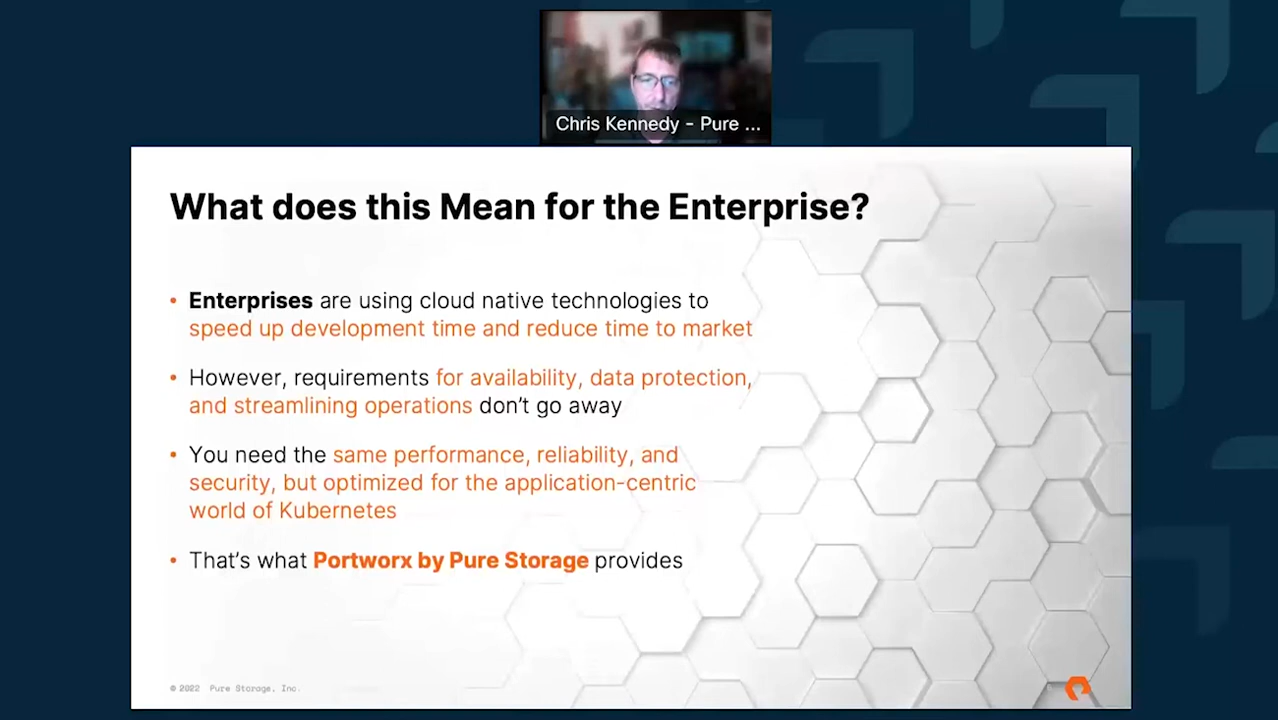 Chris Kennedy - Pure ...
What does this Mean for the Enterprise?
• Enterprises are using cloud native technologies to
speed up development time and reduce time to market
• However, requirements for availability, data protection,
and streamlining operations don’t go away
• You need the same performance, reliability, and
security, but optimized for the application-centric
world of Kubernetes
• That’s what Portworx by Pure Storage provides
© 2022 Pure Storage, Inc.